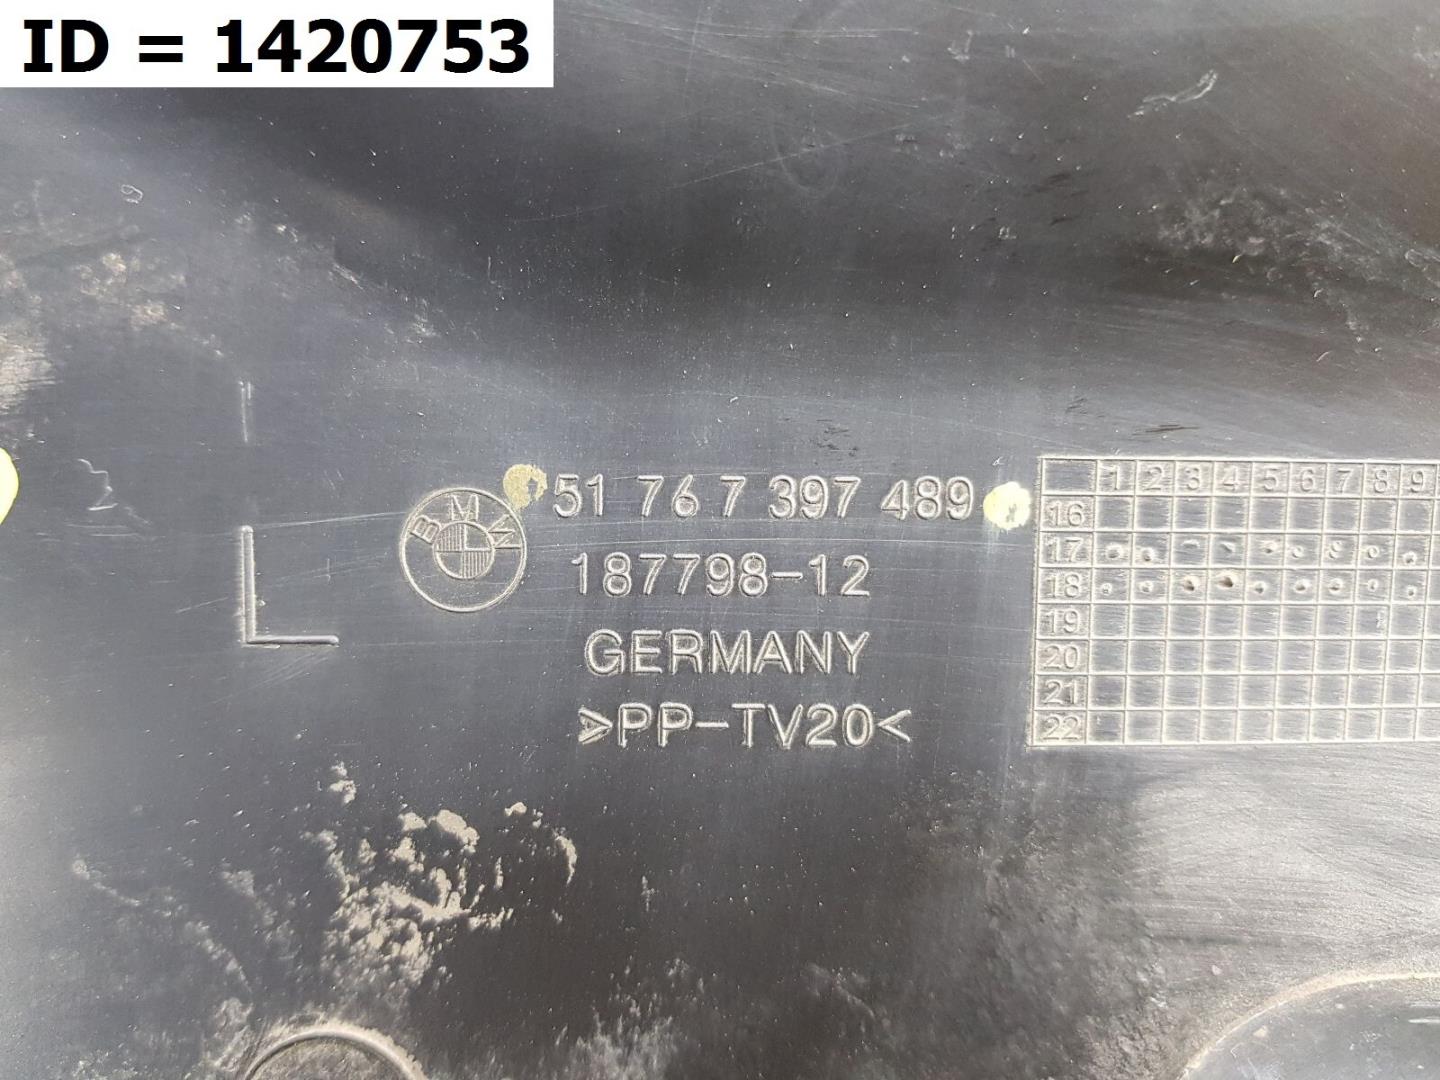 ID = 1420753
51 76 7 397 489
BMW
187798-12
GERMANY
>PP-TV20<
L
1 2 3 4 5 6 7 8 9
16
17
18
19
20
21
22